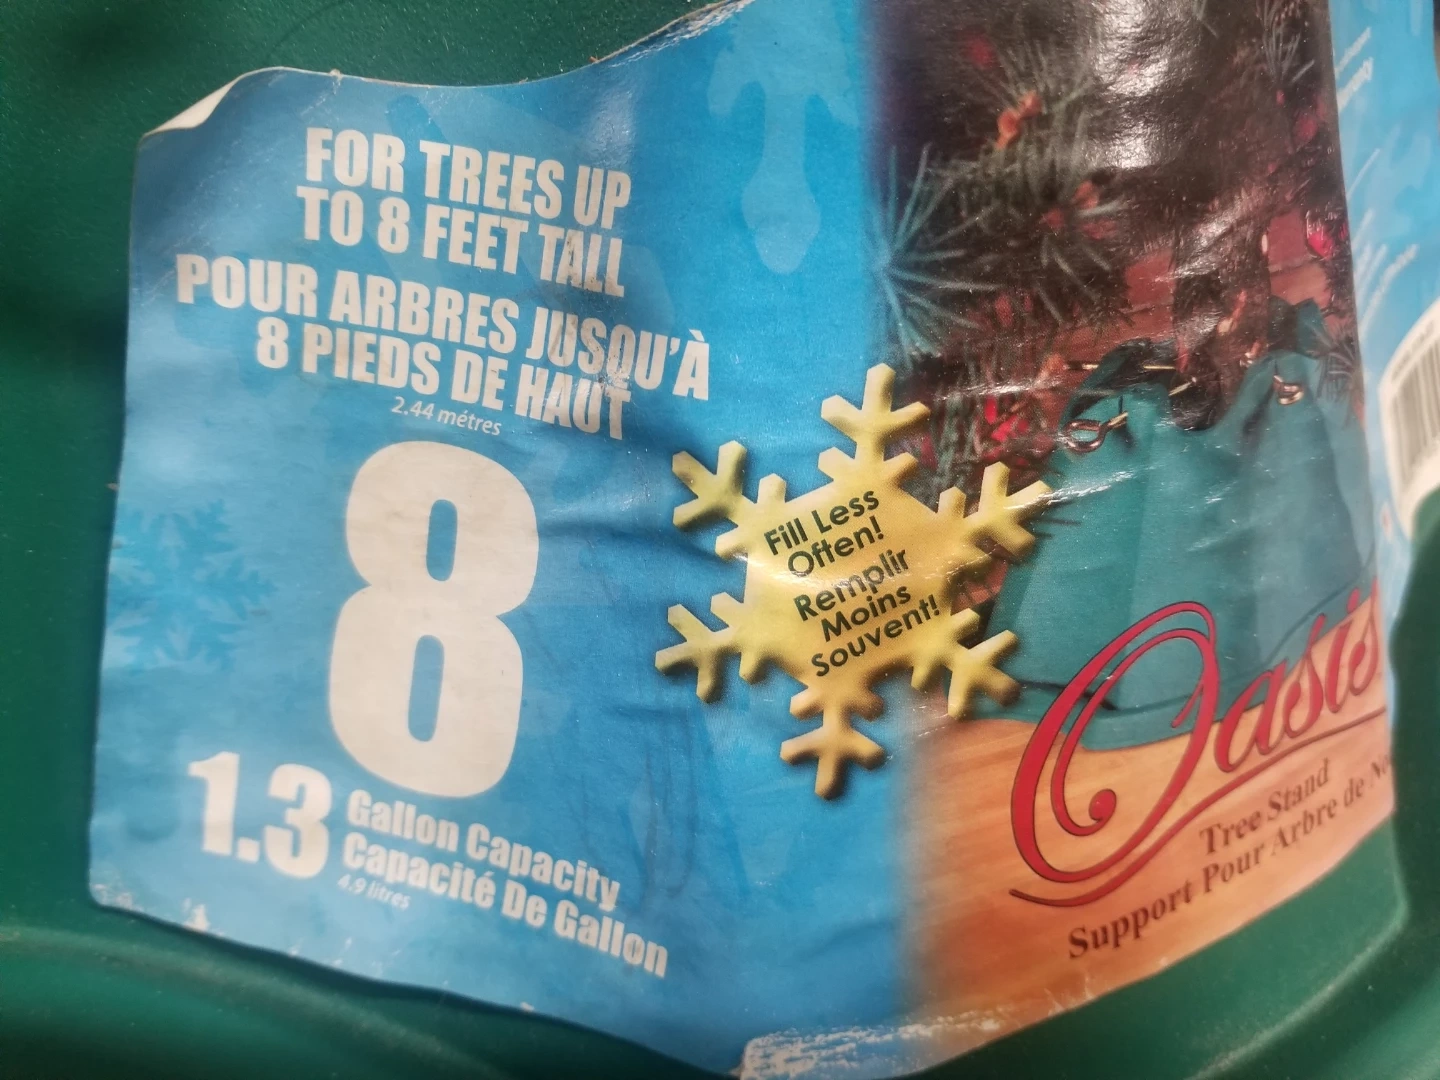 FOR TREES UP
TO 8 FEET TALL
POUR ARBRES JUSQU'À
8 PIEDS DE HAUT
2.44 métres
8
1.3
Gallon Capacity
Capacité De Gallon
4.9 litres
Fill Less
Often!
Remplir
Moins
Souvent!
Oasis
Tree Stand
Support Pour Arbre de